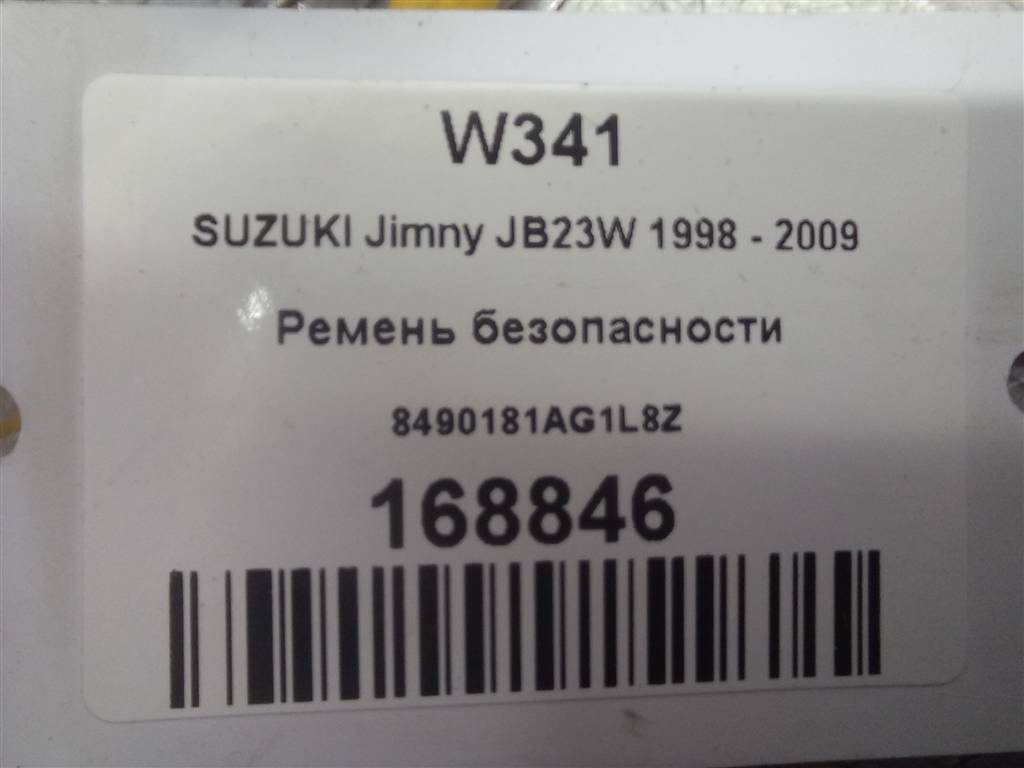 W341
SUZUKI Jimny JB23W 1998 - 2009
Ремень безопасности
8490181AG1L8Z
168846